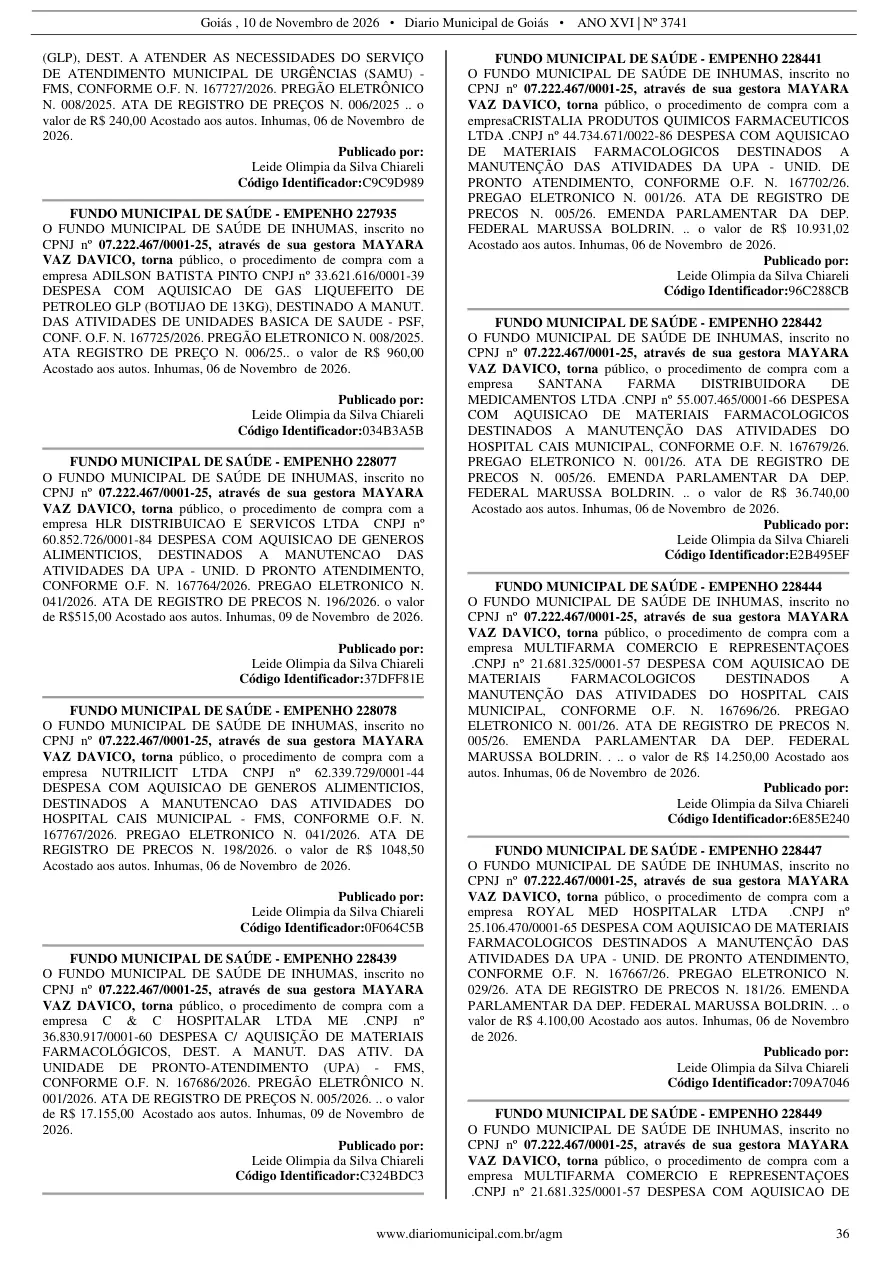 Goiás , 10 de Novembro de 2026 • Diario Municipal de Goiás • ANO XVI | Nº 3741
(GLP), DEST. A ATENDER AS NECESSIDADES DO SERVIÇO
DE ATENDIMENTO MUNICIPAL DE URGÊNCIAS (SAMU) -
FMS, CONFORME O.F. N. 167727/2026. PREGÃO ELETRÔNICO
N. 008/2025. ATA DE REGISTRO DE PREÇOS N. 006/2025 .. o
valor de R$ 240,00 Acostado aos autos. Inhumas, 06 de Novembro de
2026.
Publicado por:
Leide Olimpia da Silva Chiareli
Código Identificador:C9C9D989
FUNDO MUNICIPAL DE SAÚDE - EMPENHO 227935
O FUNDO MUNICIPAL DE SAÚDE DE INHUMAS, inscrito no
CPNJ nº 07.222.467/0001-25, através de sua gestora MAYARA
VAZ DAVICO, torna público, o procedimento de compra com a
empresa ADILSON BATISTA PINTO CNPJ nº 33.621.616/0001-39
DESPESA COM AQUISICAO DE GAS LIQUEFEITO DE
PETROLEO GLP (BOTIJAO DE 13KG), DESTINADO A MANUT.
DAS ATIVIDADES DE UNIDADES BASICA DE SAUDE - PSF,
CONF. O.F. N. 167725/2026. PREGÃO ELETRONICO N. 008/2025.
ATA REGISTRO DE PREÇO N. 006/25.. o valor de R$ 960,00
Acostado aos autos. Inhumas, 06 de Novembro de 2026.
Publicado por:
Leide Olimpia da Silva Chiareli
Código Identificador:034B3A5B
FUNDO MUNICIPAL DE SAÚDE - EMPENHO 228077
O FUNDO MUNICIPAL DE SAÚDE DE INHUMAS, inscrito no
CPNJ nº 07.222.467/0001-25, através de sua gestora MAYARA
VAZ DAVICO, torna público, o procedimento de compra com a
empresa HLR DISTRIBUICAO E SERVICOS LTDA CNPJ nº
60.852.726/0001-84 DESPESA COM AQUISICAO DE GENEROS
ALIMENTICIOS, DESTINADOS A MANUTENCAO DAS
ATIVIDADES DA UPA - UNID. D PRONTO ATENDIMENTO,
CONFORME O.F. N. 167764/2026. PREGAO ELETRONICO N.
041/2026. ATA DE REGISTRO DE PRECOS N. 196/2026. o valor
de R$515,00 Acostado aos autos. Inhumas, 09 de Novembro de 2026.
Publicado por:
Leide Olimpia da Silva Chiareli
Código Identificador:37DFF81E
FUNDO MUNICIPAL DE SAÚDE - EMPENHO 228078
O FUNDO MUNICIPAL DE SAÚDE DE INHUMAS, inscrito no
CPNJ nº 07.222.467/0001-25, através de sua gestora MAYARA
VAZ DAVICO, torna público, o procedimento de compra com a
empresa NUTRILICIT LTDA CNPJ nº 62.339.729/0001-44
DESPESA COM AQUISICAO DE GENEROS ALIMENTICIOS,
DESTINADOS A MANUTENCAO DAS ATIVIDADES DO
HOSPITAL CAIS MUNICIPAL - FMS, CONFORME O.F. N.
167767/2026. PREGAO ELETRONICO N. 041/2026. ATA DE
REGISTRO DE PRECOS N. 198/2026. o valor de R$ 1048,50
Acostado aos autos. Inhumas, 06 de Novembro de 2026.
Publicado por:
Leide Olimpia da Silva Chiareli
Código Identificador:0F064C5B
FUNDO MUNICIPAL DE SAÚDE - EMPENHO 228439
O FUNDO MUNICIPAL DE SAÚDE DE INHUMAS, inscrito no
CPNJ nº 07.222.467/0001-25, através de sua gestora MAYARA
VAZ DAVICO, torna público, o procedimento de compra com a
empresa C & C HOSPITALAR LTDA ME .CNPJ nº
36.830.917/0001-60 DESPESA C/ AQUISIÇÃO DE MATERIAIS
FARMACOLÓGICOS, DEST. A MANUT. DAS ATIV. DA
UNIDADE DE PRONTO-ATENDIMENTO (UPA) - FMS,
CONFORME O.F. N. 167686/2026. PREGÃO ELETRÔNICO N.
001/2026. ATA DE REGISTRO DE PREÇOS N. 005/2026. .. o valor
de R$ 17.155,00 Acostado aos autos. Inhumas, 09 de Novembro de
2026.
Publicado por:
Leide Olimpia da Silva Chiareli
Código Identificador:C324BDC3
FUNDO MUNICIPAL DE SAÚDE - EMPENHO 228441
O FUNDO MUNICIPAL DE SAÚDE DE INHUMAS, inscrito no
CPNJ nº 07.222.467/0001-25, através de sua gestora MAYARA
VAZ DAVICO, torna público, o procedimento de compra com a
empresaCRISTALIA PRODUTOS QUIMICOS FARMACEUTICOS
LTDA .CNPJ nº 44.734.671/0022-86 DESPESA COM AQUISICAO
DE MATERIAIS FARMACOLOGICOS DESTINADOS A
MANUTENÇÃO DAS ATIVIDADES DA UPA - UNID. DE
PRONTO ATENDIMENTO, CONFORME O.F. N. 167702/26.
PREGAO ELETRONICO N. 001/26. ATA DE REGISTRO DE
PRECOS N. 005/26. EMENDA PARLAMENTAR DA DEP.
FEDERAL MARUSSA BOLDRIN. .. o valor de R$ 10.931,02
Acostado aos autos. Inhumas, 06 de Novembro de 2026.
Publicado por:
Leide Olimpia da Silva Chiareli
Código Identificador:96C288CB
FUNDO MUNICIPAL DE SAÚDE - EMPENHO 228442
O FUNDO MUNICIPAL DE SAÚDE DE INHUMAS, inscrito no
CPNJ nº 07.222.467/0001-25, através de sua gestora MAYARA
VAZ DAVICO, torna público, o procedimento de compra com a
empresa SANTANA FARMA DISTRIBUIDORA DE
MEDICAMENTOS LTDA .CNPJ nº 55.007.465/0001-66 DESPESA
COM AQUISICAO DE MATERIAIS FARMACOLOGICOS
DESTINADOS A MANUTENÇÃO DAS ATIVIDADES DO
HOSPITAL CAIS MUNICIPAL, CONFORME O.F. N. 167679/26.
PREGAO ELETRONICO N. 001/26. ATA DE REGISTRO DE
PRECOS N. 005/26. EMENDA PARLAMENTAR DA DEP.
FEDERAL MARUSSA BOLDRIN. .. o valor de R$ 36.740,00
Acostado aos autos. Inhumas, 06 de Novembro de 2026.
Publicado por:
Leide Olimpia da Silva Chiareli
Código Identificador:E2B495EF
FUNDO MUNICIPAL DE SAÚDE - EMPENHO 228444
O FUNDO MUNICIPAL DE SAÚDE DE INHUMAS, inscrito no
CPNJ nº 07.222.467/0001-25, através de sua gestora MAYARA
VAZ DAVICO, torna público, o procedimento de compra com a
empresa MULTIFARMA COMERCIO E REPRESENTAÇOES
.CNPJ nº 21.681.325/0001-57 DESPESA COM AQUISICAO DE
MATERIAIS FARMACOLOGICOS DESTINADOS A
MANUTENÇÃO DAS ATIVIDADES DO HOSPITAL CAIS
MUNICIPAL, CONFORME O.F. N. 167696/26. PREGAO
ELETRONICO N. 001/26. ATA DE REGISTRO DE PRECOS N.
005/26. EMENDA PARLAMENTAR DA DEP. FEDERAL
MARUSSA BOLDRIN. . .. o valor de R$ 14.250,00 Acostado aos
autos. Inhumas, 06 de Novembro de 2026.
Publicado por:
Leide Olimpia da Silva Chiareli
Código Identificador:6E85E240
FUNDO MUNICIPAL DE SAÚDE - EMPENHO 228447
O FUNDO MUNICIPAL DE SAÚDE DE INHUMAS, inscrito no
CPNJ nº 07.222.467/0001-25, através de sua gestora MAYARA
VAZ DAVICO, torna público, o procedimento de compra com a
empresa ROYAL MED HOSPITALAR LTDA .CNPJ nº
25.106.470/0001-65 DESPESA COM AQUISICAO DE MATERIAIS
FARMACOLOGICOS DESTINADOS A MANUTENÇÃO DAS
ATIVIDADES DA UPA - UNID. DE PRONTO ATENDIMENTO,
CONFORME O.F. N. 167667/26. PREGAO ELETRONICO N.
029/26. ATA DE REGISTRO DE PRECOS N. 181/26. EMENDA
PARLAMENTAR DA DEP. FEDERAL MARUSSA BOLDRIN. .. o
valor de R$ 4.100,00 Acostado aos autos. Inhumas, 06 de Novembro
de 2026.
Publicado por:
Leide Olimpia da Silva Chiareli
Código Identificador:709A7046
FUNDO MUNICIPAL DE SAÚDE - EMPENHO 228449
O FUNDO MUNICIPAL DE SAÚDE DE INHUMAS, inscrito no
CPNJ nº 07.222.467/0001-25, através de sua gestora MAYARA
VAZ DAVICO, torna público, o procedimento de compra com a
empresa MULTIFARMA COMERCIO E REPRESENTAÇOES
.CNPJ nº 21.681.325/0001-57 DESPESA COM AQUISICAO DE
www.diariomunicipal.com.br/agm 36